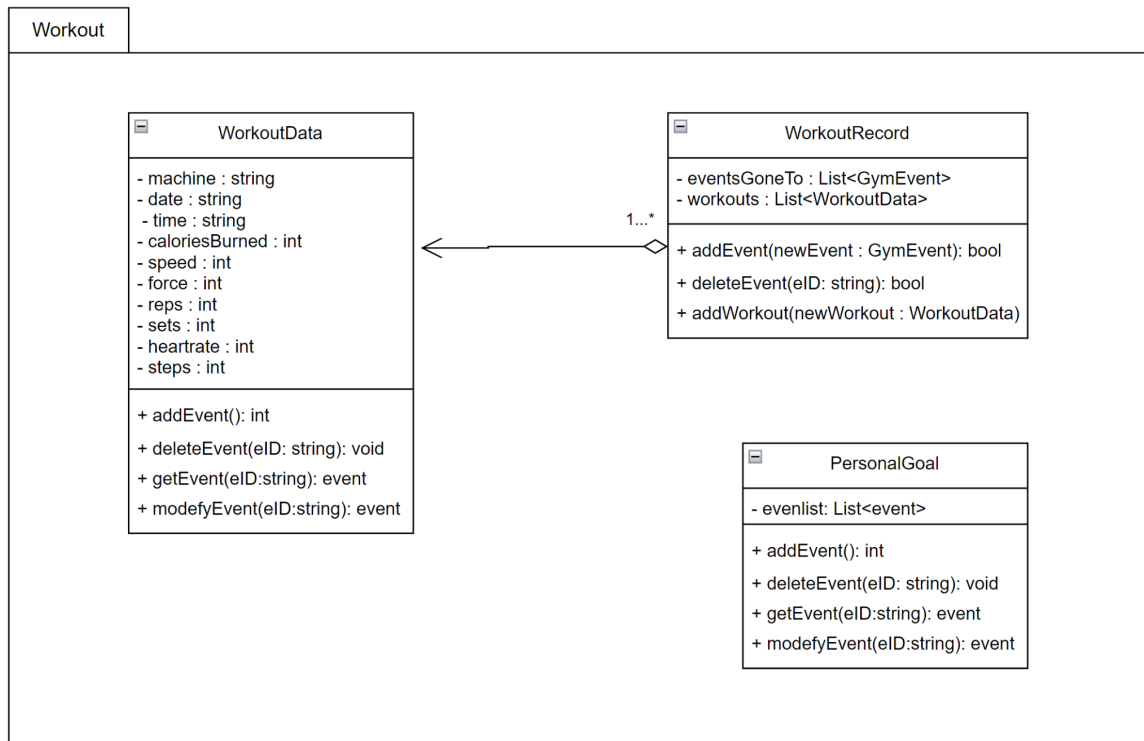 Workout
WorkoutData
- machine : string
- date : string
- time : string
- caloriesBurned : int
- speed : int
- force : int
- reps : int
- sets : int
- heartrate : int
- steps : int
+ addEvent(): int
+ deleteEvent(eID: string): void
+ getEvent(eID:string): event
+ modefyEvent(eID:string): event
1...*
WorkoutRecord
- eventsGoneTo : List<GymEvent>
- workouts : List<WorkoutData>
+ addEvent(newEvent : GymEvent): bool
+ deleteEvent(eID: string): bool
+ addWorkout(newWorkout : WorkoutData)
PersonalGoal
- evenlist: List<event>
+ addEvent(): int
+ deleteEvent(eID: string): void
+ getEvent(eID:string): event
+ modefyEvent(eID:string): event